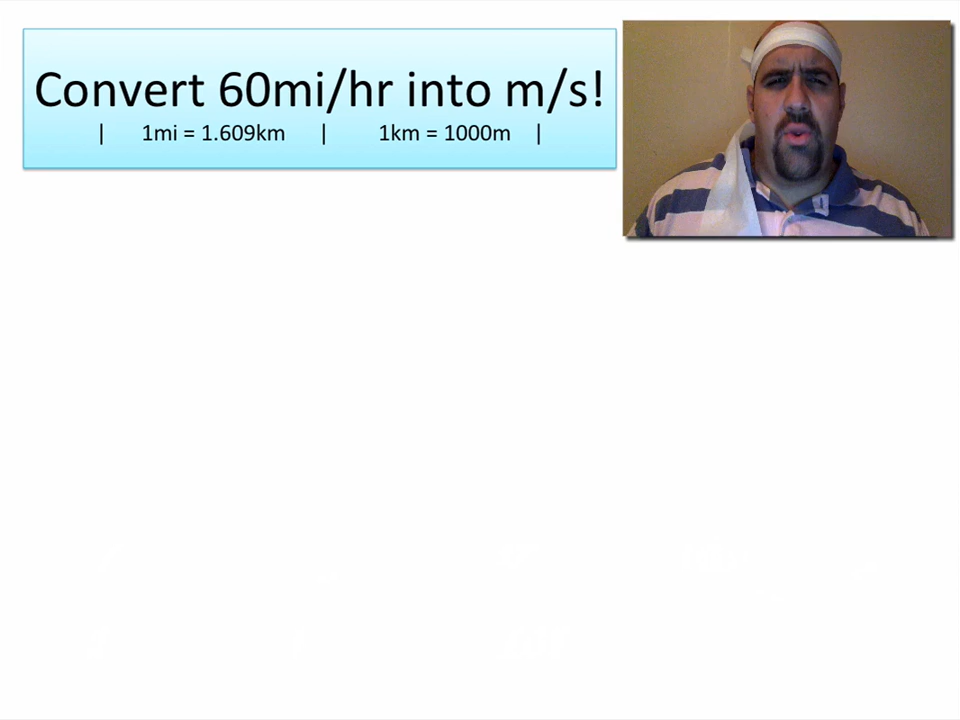 Convert 60mi/hr into m/s!
| 1mi = 1.609km | 1km = 1000m |